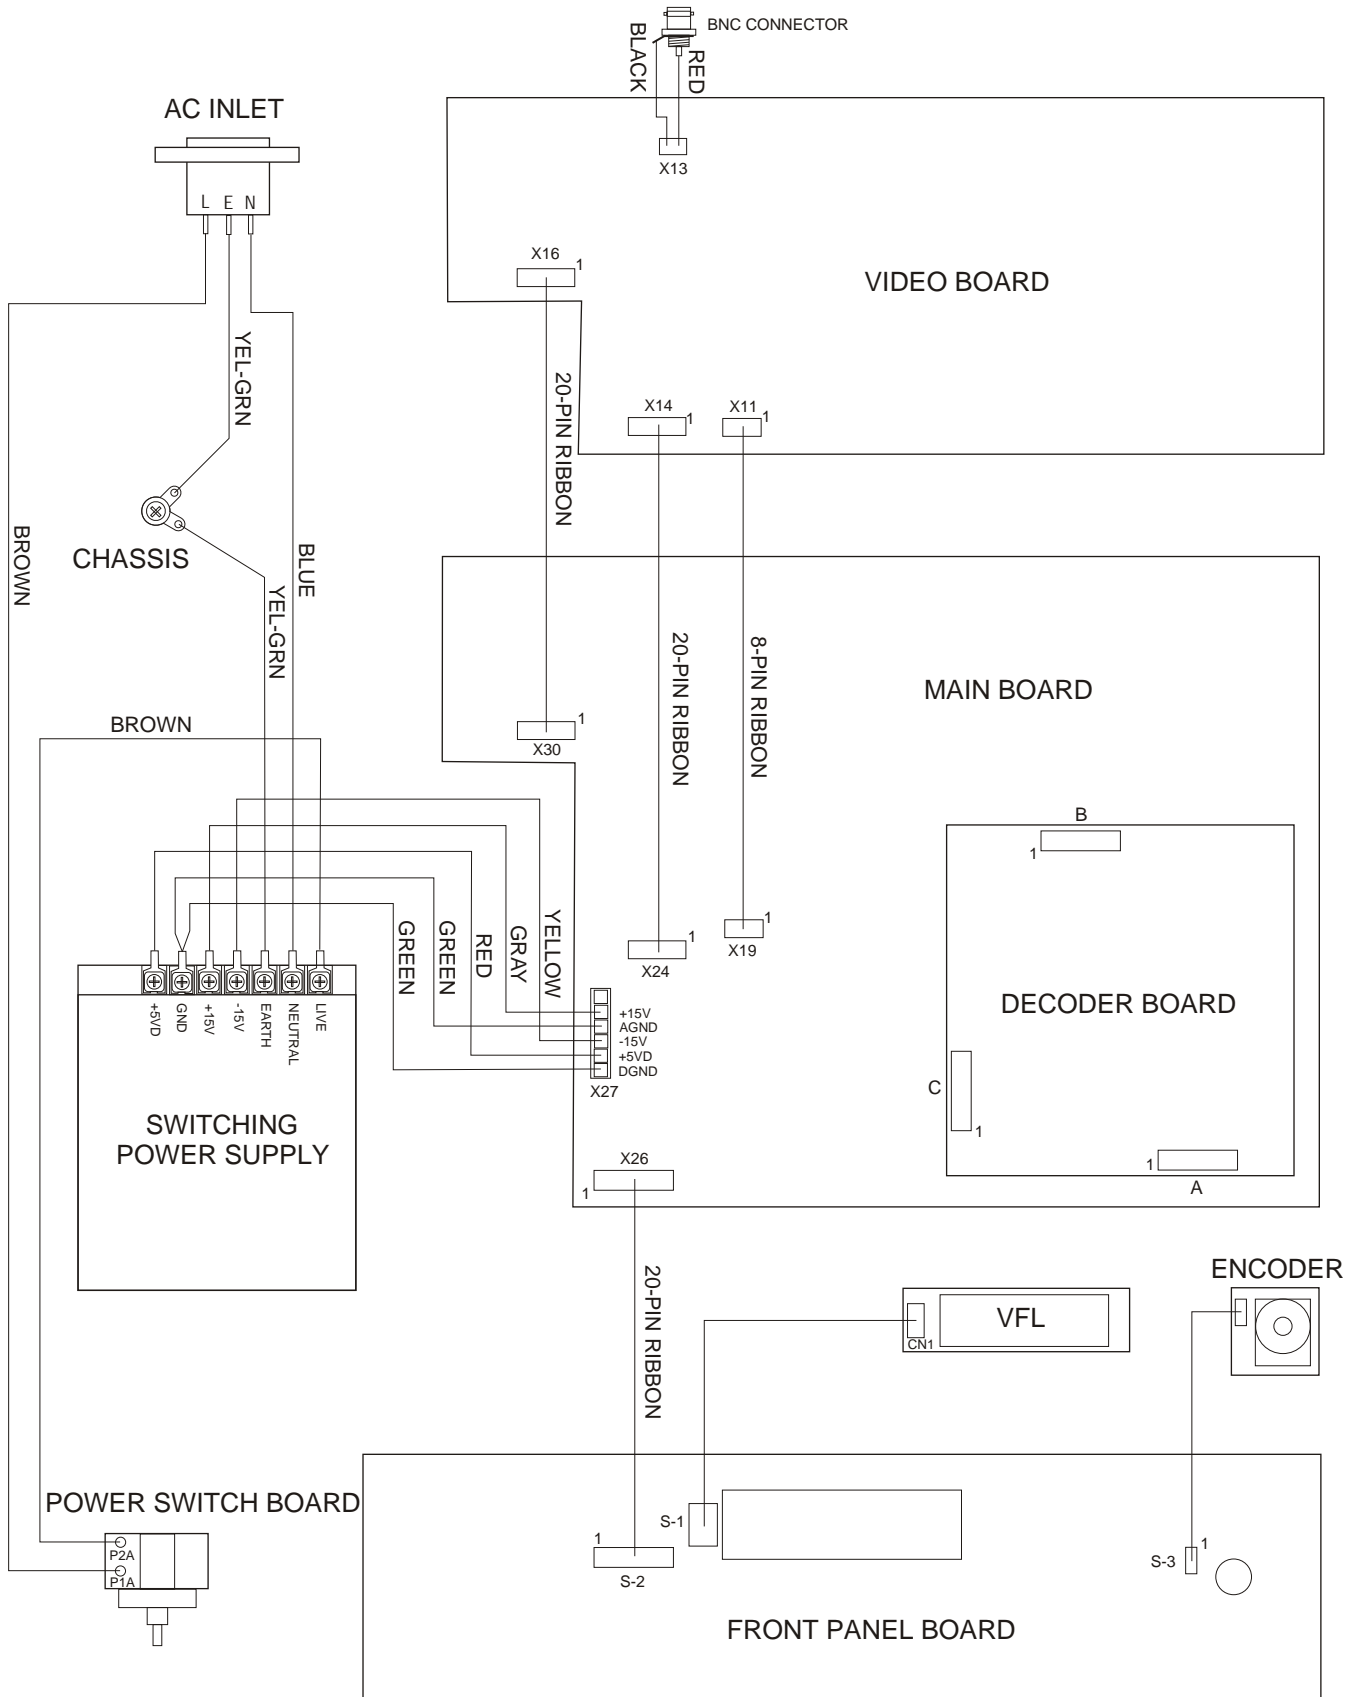 BNC CONNECTOR
BLACK
RED
AC INLET
X13
L E N
X16
1
VIDEO BOARD
YEL-GRN
20-PIN RIBBON
X14
1
X11
1
CHASSIS
BROWN
BLUE
YEL-GRN
20-PIN RIBBON
8-PIN RIBBON
MAIN BOARD
BROWN
1
X30
B
1
GREEN
GREEN
RED
GRAY
YELLOW
1
X24
1
X19
+5VD
GND
+15V
-15V
EARTH
NEUTRAL
LIVE
+15V
AGND
-15V
+5VD
DGND
X27
DECODER BOARD
C
1
SWITCHING
POWER SUPPLY
X26
1
1
A
20-PIN RIBBON
ENCODER
VFL
CN1
POWER SWITCH BOARD
P2A
P1A
S-1
1
S-2
1
S-3
FRONT PANEL BOARD